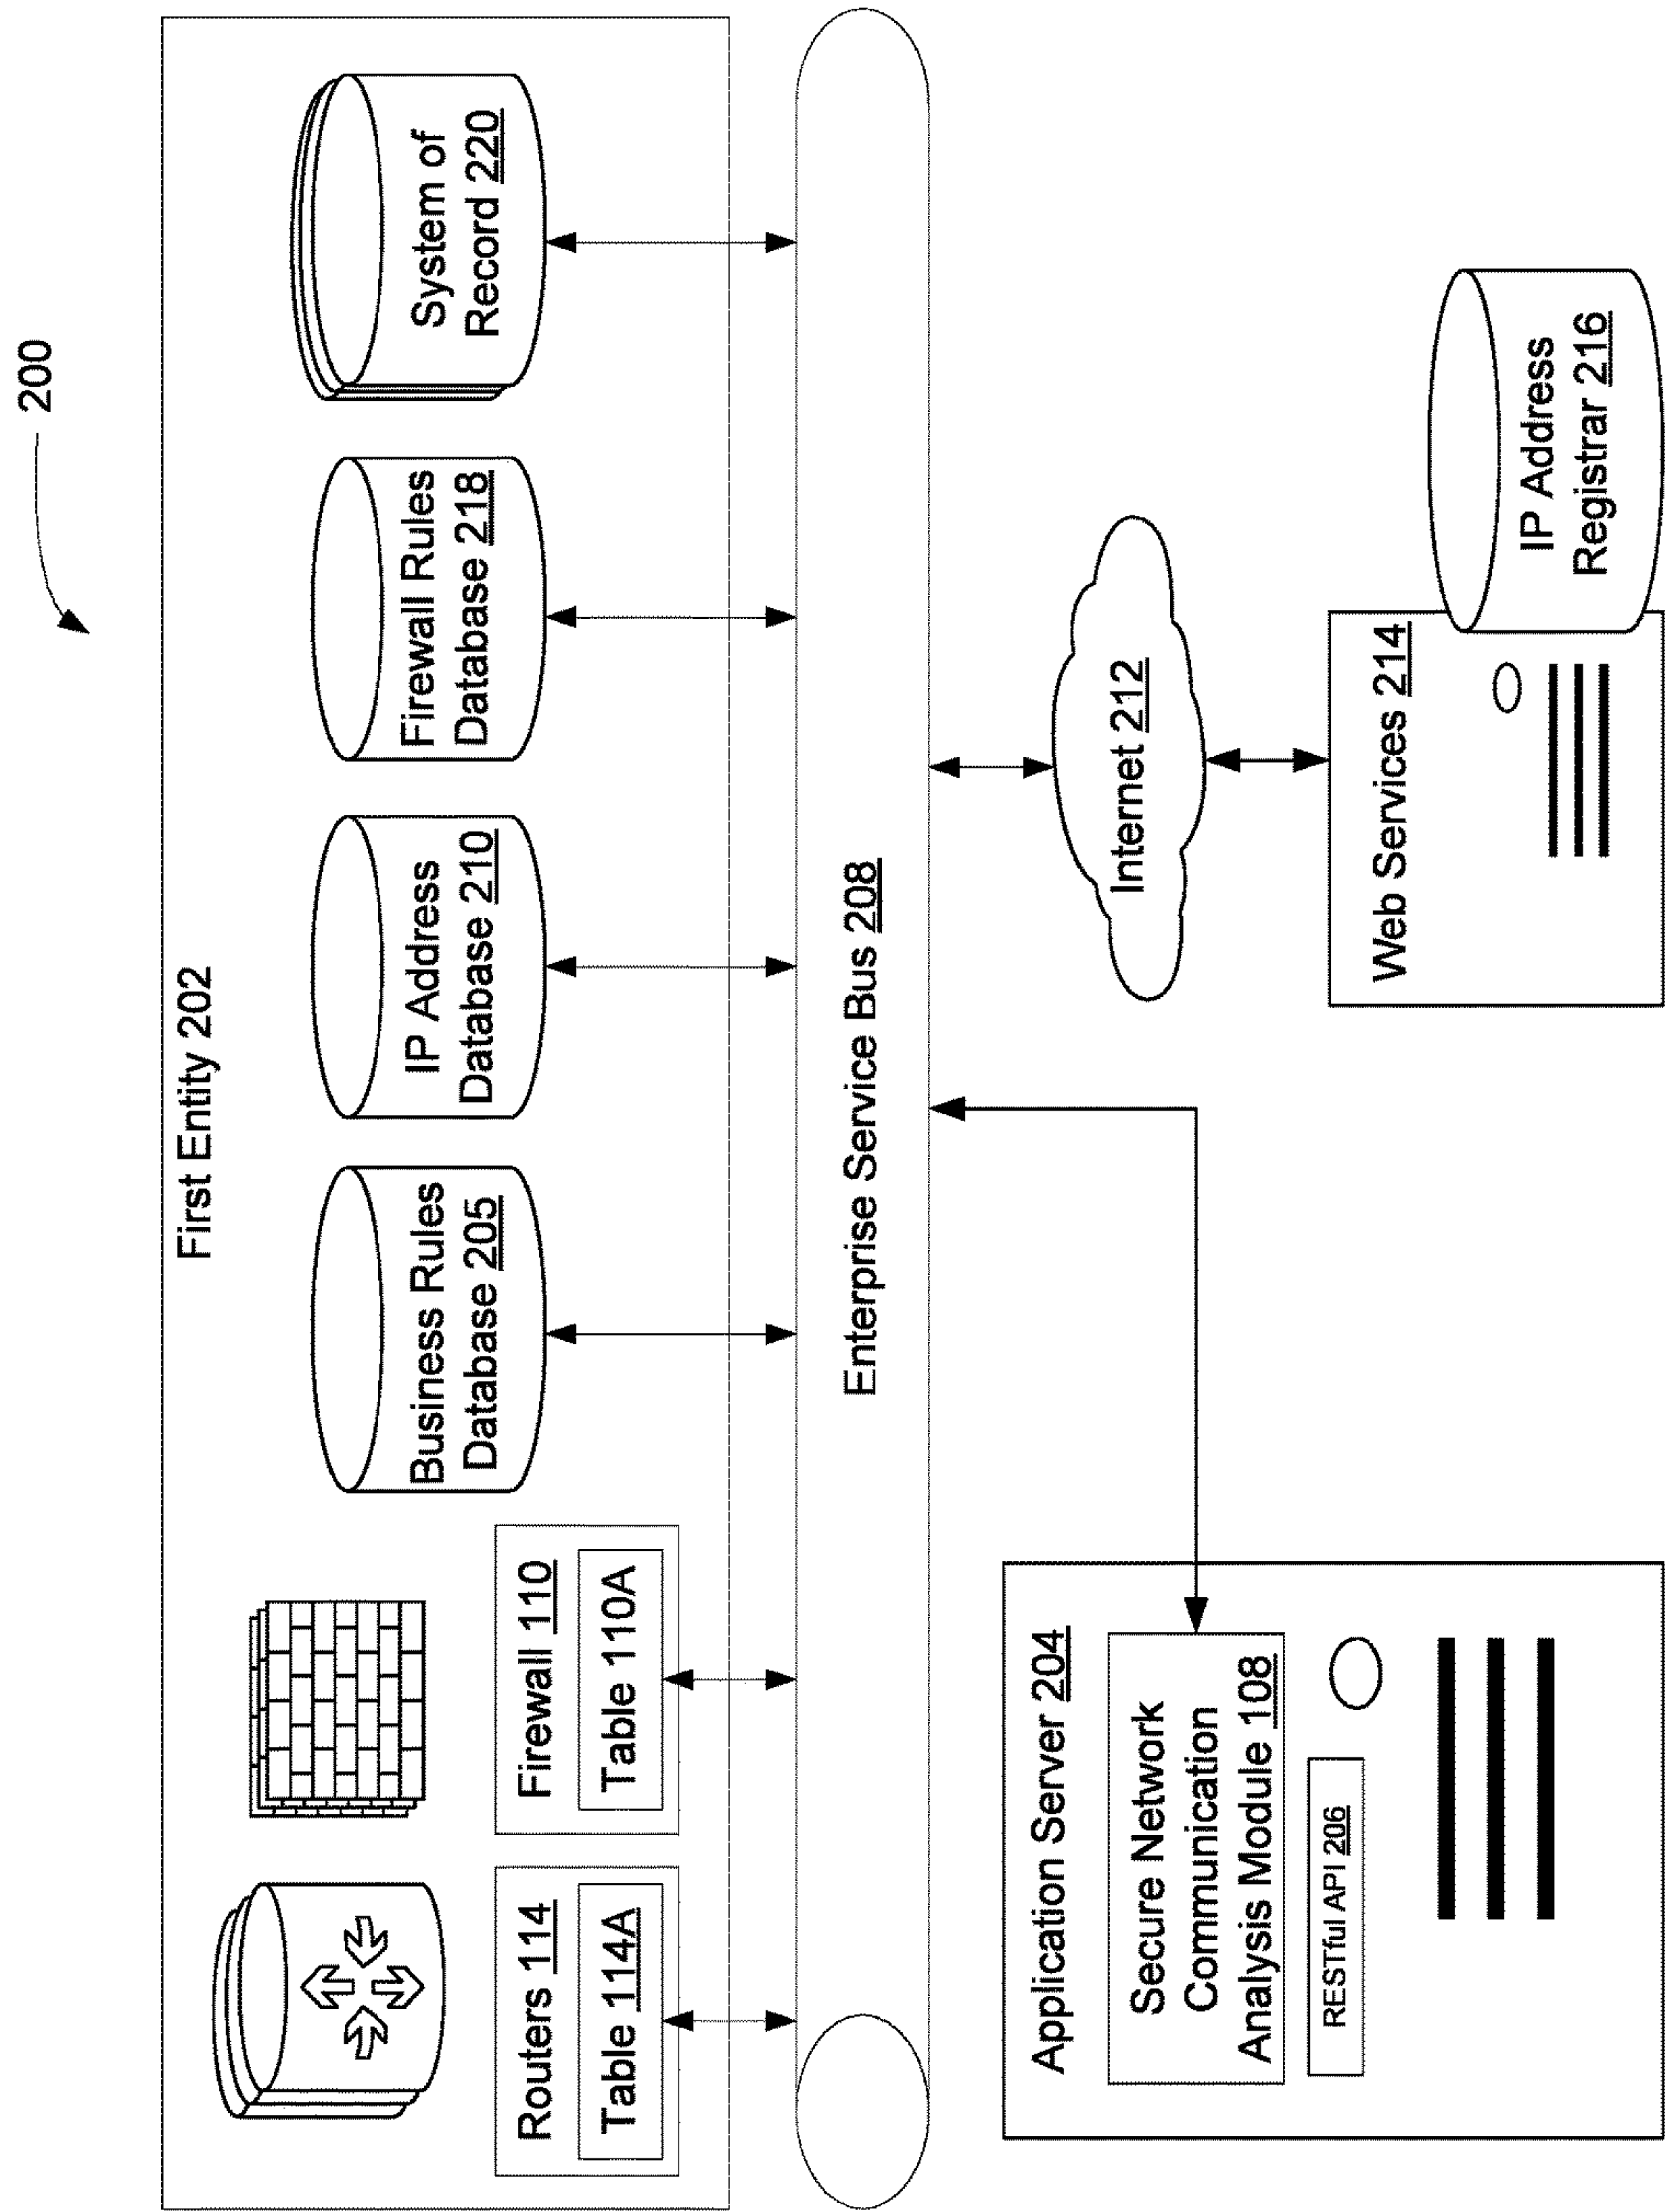 200
First Entity 202
Routers 114
Table 114A
Firewall 110
Table 110A
Business Rules
Database 205
IP Address
Database 210
Firewall Rules
Database 218
System of
Record 220
Enterprise Service Bus 208
Application Server 204
Secure Network
Communication
Analysis Module 108
RESTful API 206
Internet 212
Web Services 214
IP Address
Registrar 216